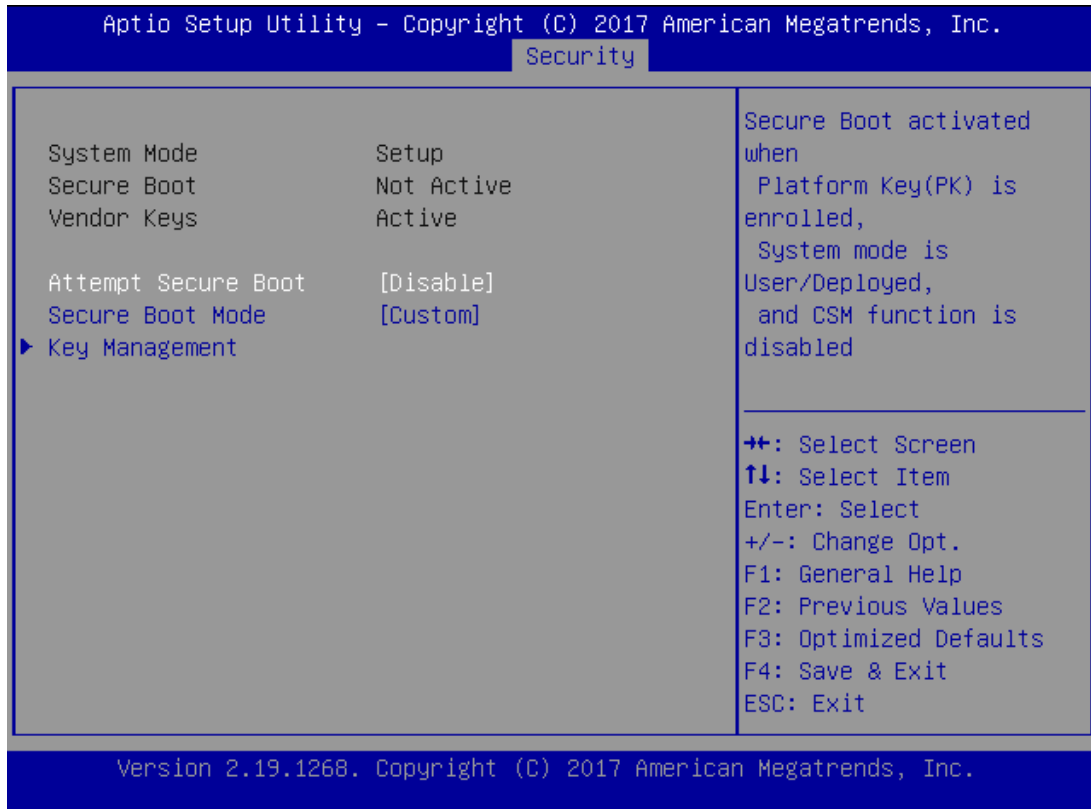 Aptio Setup Utility – Copyright (C) 2017 American Megatrends, Inc.
Security
System Mode Setup
Secure Boot Not Active
Vendor Keys Active
Attempt Secure Boot [Disable]
Secure Boot Mode [Custom]
▶ Key Management
Secure Boot activated
when
Platform Key(PK) is
enrolled,
System mode is
User/Deployed,
and CSM function is
disabled
→←: Select Screen
↑↓: Select Item
Enter: Select
+/-: Change Opt.
F1: General Help
F2: Previous Values
F3: Optimized Defaults
F4: Save & Exit
ESC: Exit
Version 2.19.1268. Copyright (C) 2017 American Megatrends, Inc.